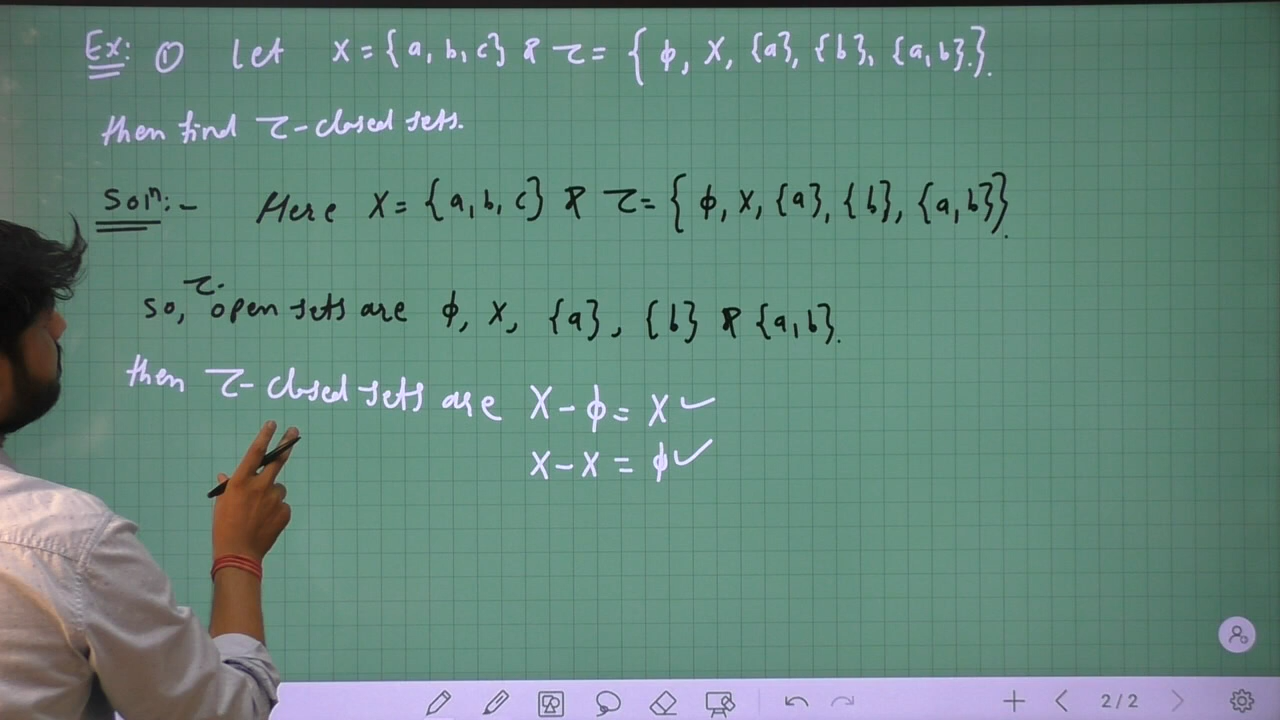 Ex: ① Let X = {a, b, c} & τ = {ϕ, X, {a}, {b}, {a, b}}.
then find τ-closed sets.
Solⁿ:- Here X = {a, b, c} & τ = {ϕ, X, {a}, {b}, {a, b}}.
so, τ-open sets are ϕ, X, {a}, {b} & {a, b}.
then τ-closed sets are X - ϕ = X ✓
X - X = ϕ ✓
2/2